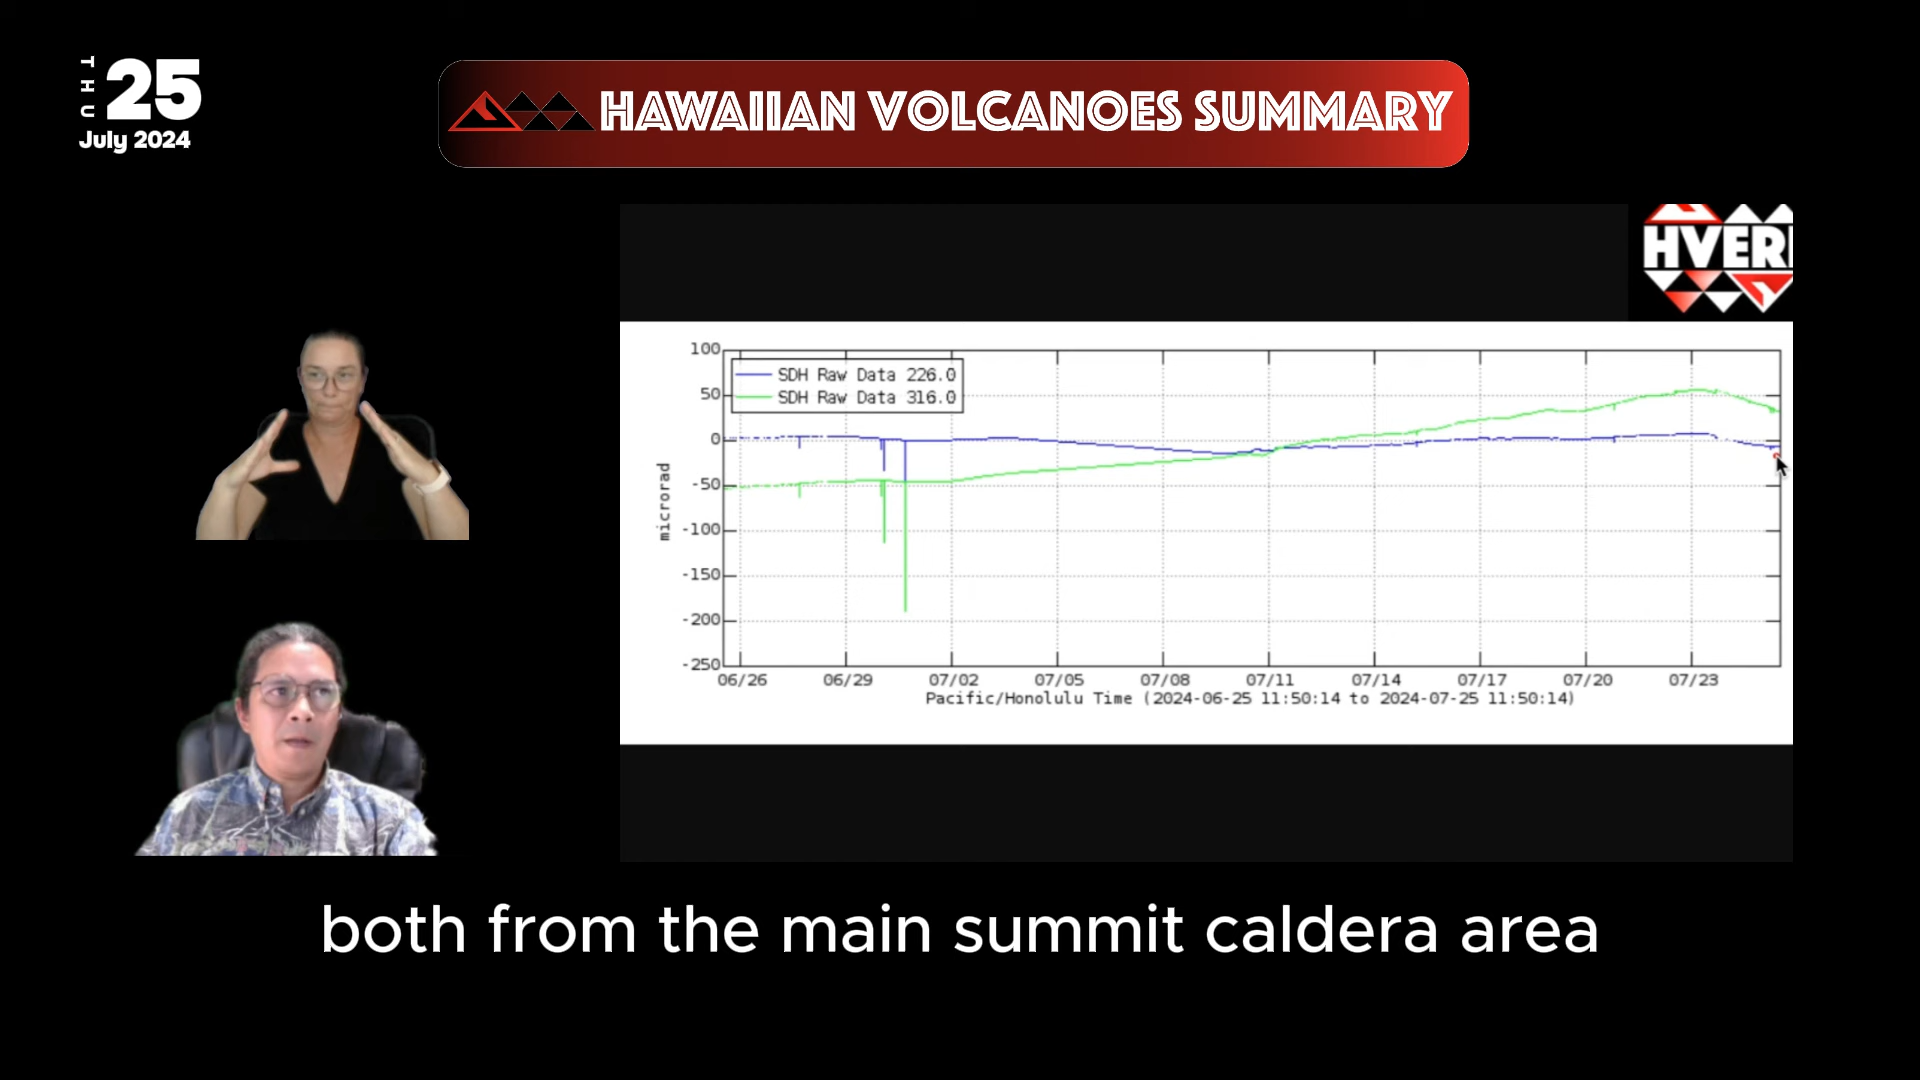 THU
25
July 2024
HAWAIIAN VOLCANOES SUMMARY
HVER
100
50
0
-50
-100
-150
-200
-250
microrad
SDH Raw Data 226.0
SDH Raw Data 316.0
06/26 06/29 07/02 07/05 07/08 07/11 07/14 07/17 07/20 07/23
Pacific/Honolulu Time (2024-06-25 11:50:14 to 2024-07-25 11:50:14)
both from the main summit caldera area